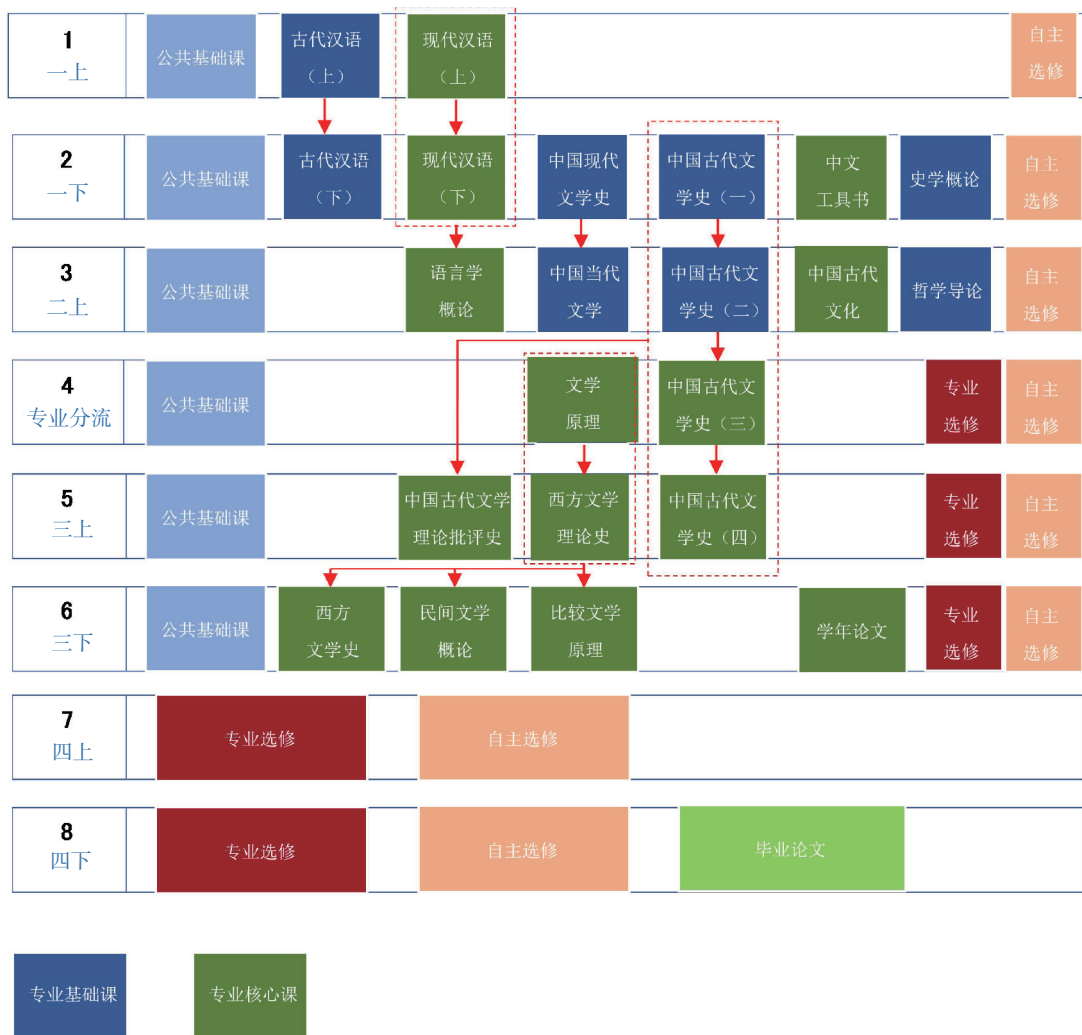 1
一上
公共基础课
古代汉语
（上）
现代汉语
（上）
自主
选修
2
一下
公共基础课
古代汉语
（下）
现代汉语
（下）
中国现代
文学史
中国古代文
学史（一）
中文
工具书
史学概论
自主
选修
3
二上
公共基础课
语言学
概论
中国当代
文学
中国古代文
学史（二）
中国古代
文化
哲学导论
自主
选修
4
专业分流
公共基础课
文学
原理
中国古代文
学史（三）
专业
选修
自主
选修
5
三上
公共基础课
中国古代文学
理论批评史
西方文学
理论史
中国古代文
学史（四）
专业
选修
自主
选修
6
三下
公共基础课
西方
文学史
民间文学
概论
比较文学
原理
学年论文
专业
选修
自主
选修
7
四上
专业选修
自主选修
8
四下
专业选修
自主选修
毕业论文
专业基础课
专业核心课